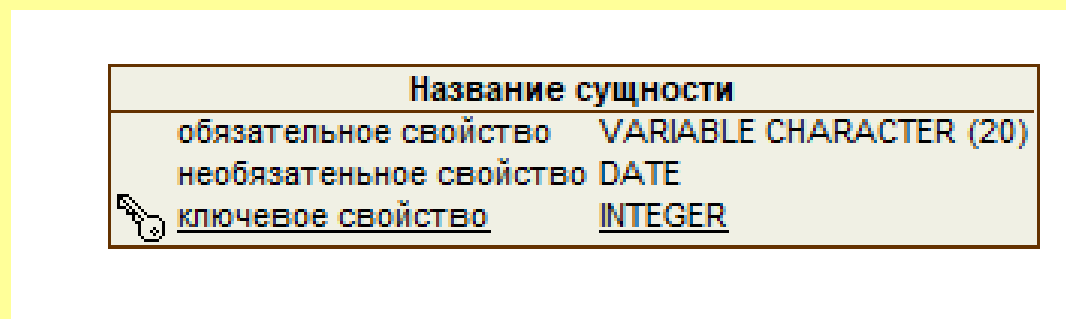 Название сущности
обязательное свойство VARIABLE CHARACTER (20)
необязатеньное свойство DATE
ключевое свойство INTEGER